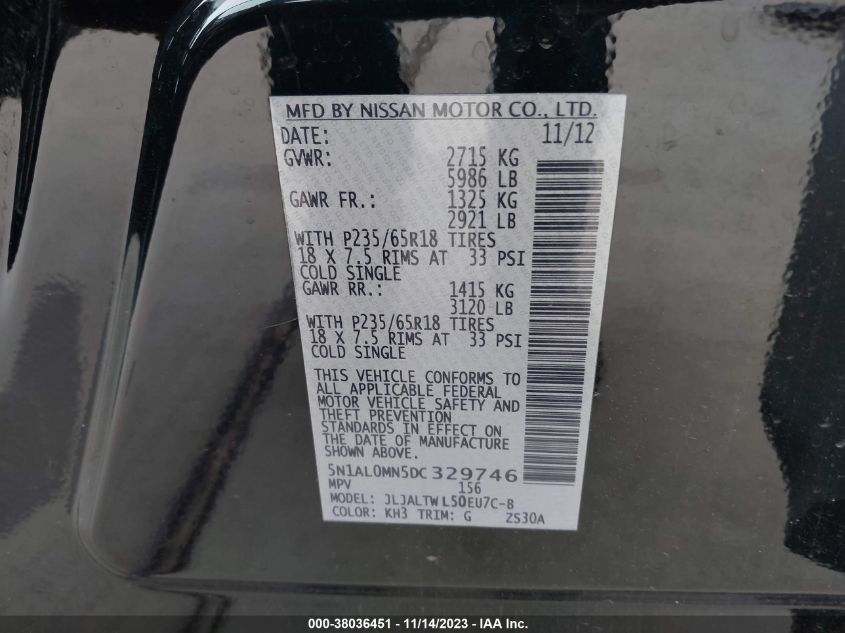 MFD BY NISSAN MOTOR CO., LTD.
DATE: 11/12
GVWR: 2715 KG
5986 LB
GAWR FR.: 1325 KG
2921 LB
WITH P235/65R18 TIRES
18 X 7.5 RIMS AT 33 PSI
COLD SINGLE
GAWR RR.: 1415 KG
3120 LB
WITH P235/65R18 TIRES
18 X 7.5 RIMS AT 33 PSI
COLD SINGLE
THIS VEHICLE CONFORMS TO
ALL APPLICABLE FEDERAL
MOTOR VEHICLE SAFETY AND
THEFT PREVENTION
STANDARDS IN EFFECT ON
THE DATE OF MANUFACTURE
SHOWN ABOVE.
5N1AL0MN5DC 329746
MPV 156
MODEL: JLJALTW L50EU7C-B
COLOR: KH3 TRIM: G ZS30A
000-38036451 - 11/14/2023 - IAA Inc.